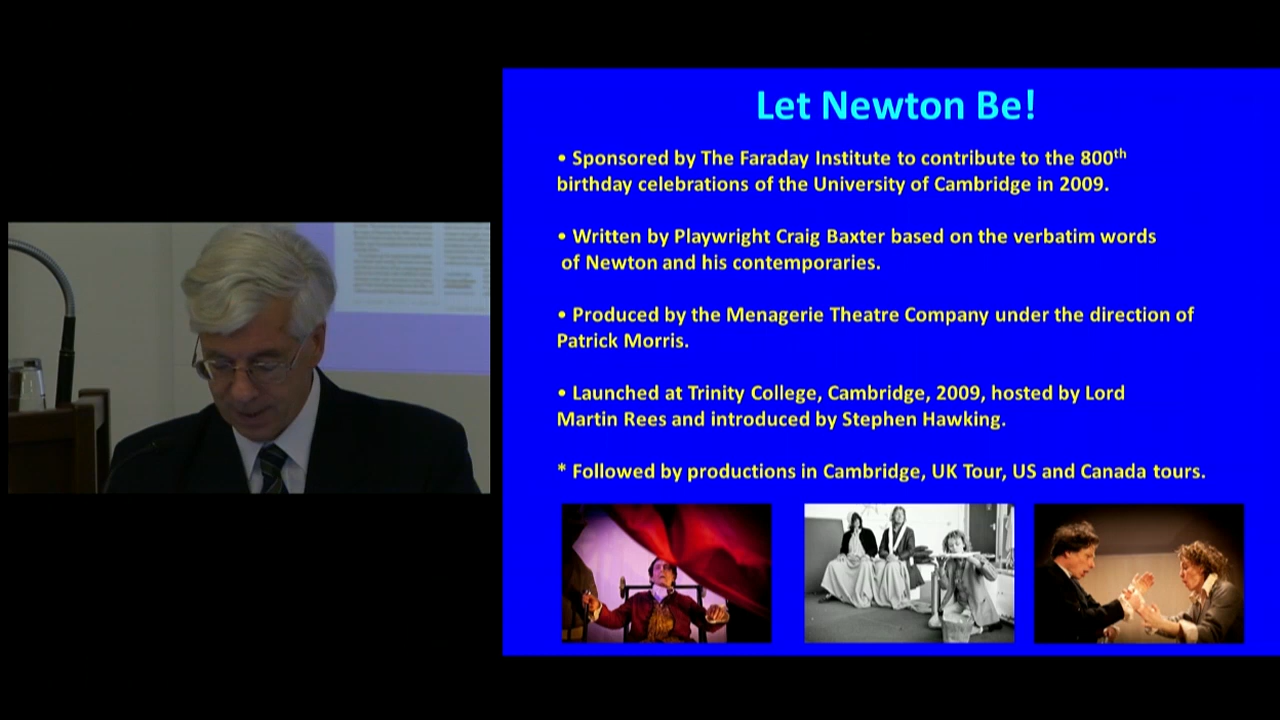 Let Newton Be!
• Sponsored by The Faraday Institute to contribute to the 800th
birthday celebrations of the University of Cambridge in 2009.
• Written by Playwright Craig Baxter based on the verbatim words
of Newton and his contemporaries.
• Produced by the Menagerie Theatre Company under the direction of
Patrick Morris.
• Launched at Trinity College, Cambridge, 2009, hosted by Lord
Martin Rees and introduced by Stephen Hawking.
* Followed by productions in Cambridge, UK Tour, US and Canada tours.